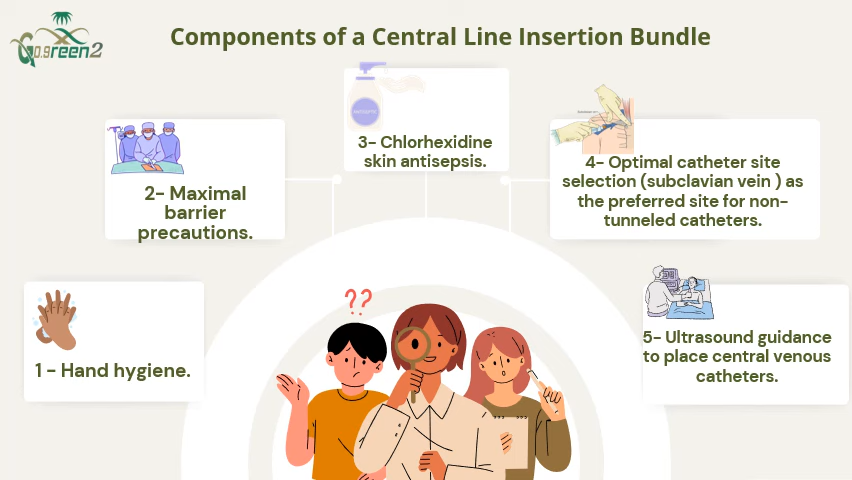 Go.green2
Components of a Central Line Insertion Bundle
1 - Hand hygiene.
2- Maximal
barrier
precautions.
3- Chlorhexidine
skin antisepsis.
4- Optimal catheter site
selection (subclavian vein ) as
the preferred site for non-
tunneled catheters.
5- Ultrasound guidance
to place central venous
catheters.
??